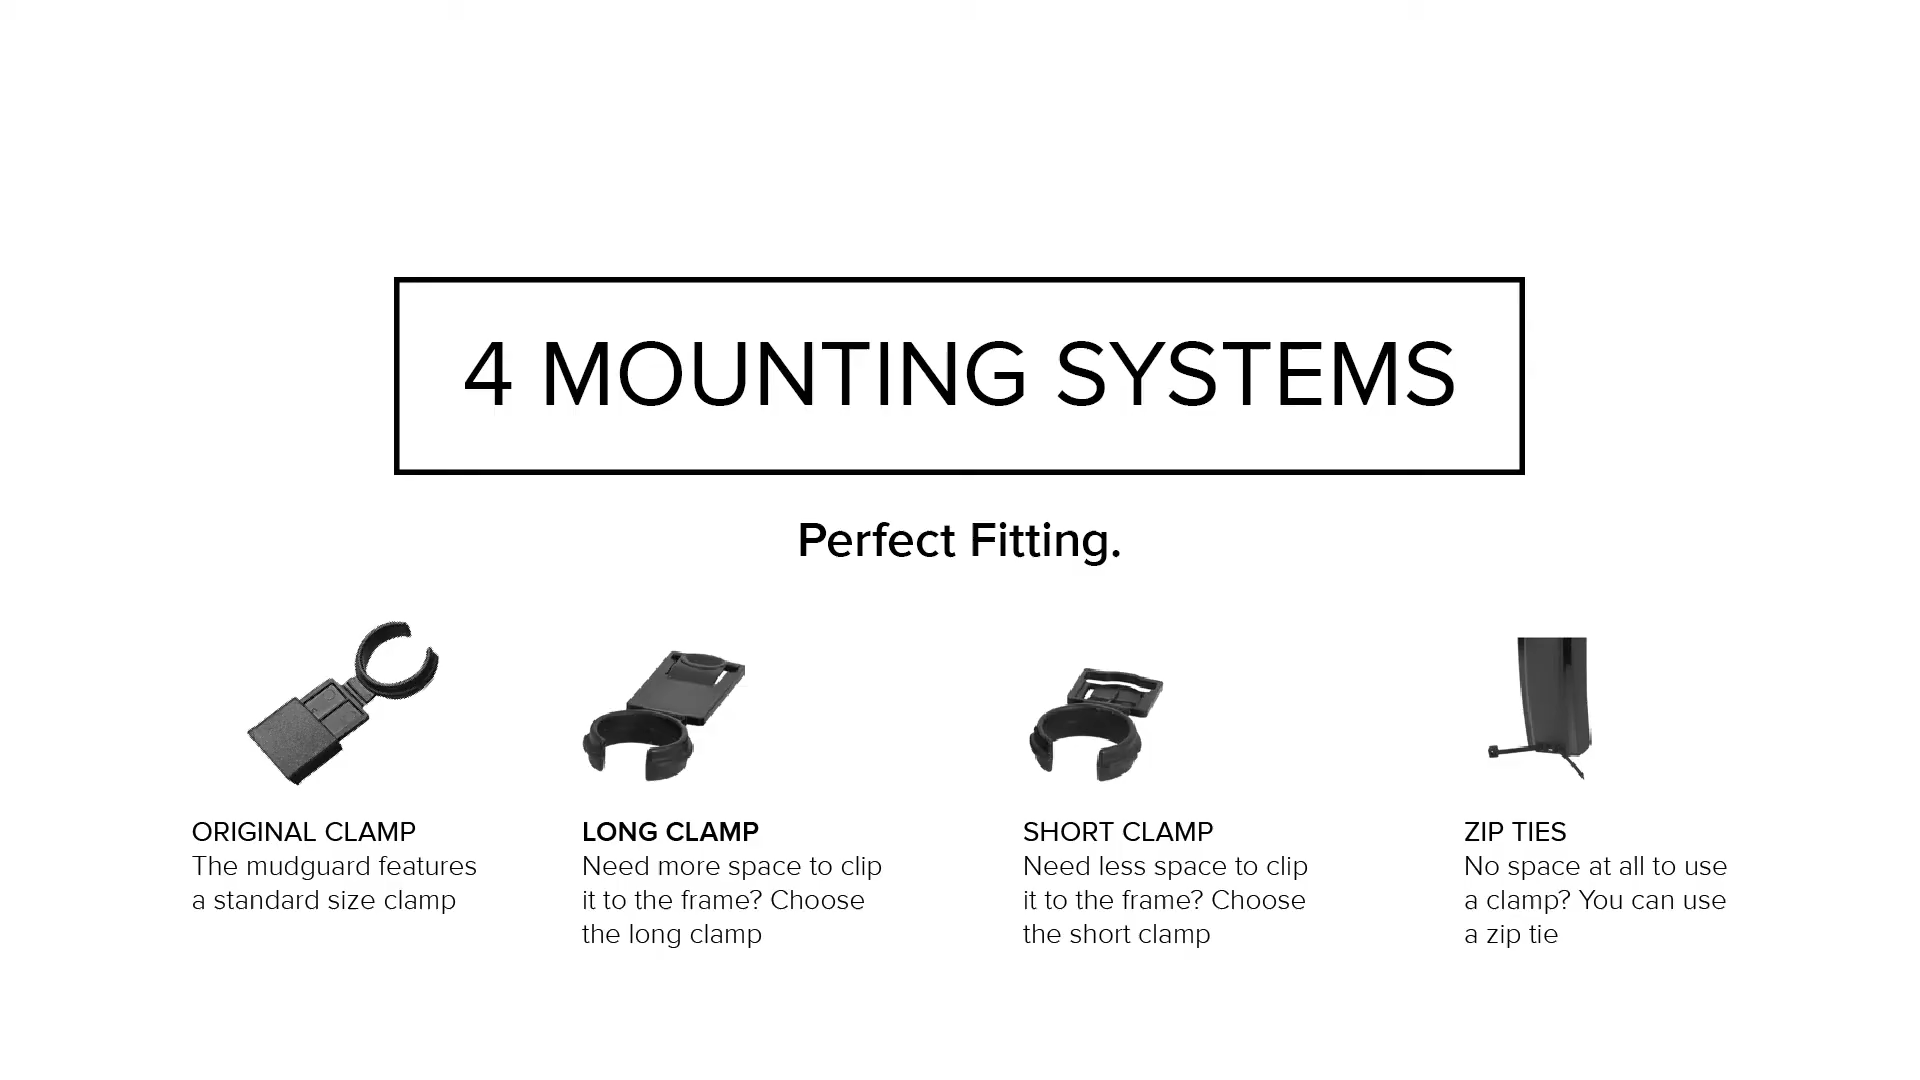 4 MOUNTING SYSTEMS
Perfect Fitting.
ORIGINAL CLAMP
The mudguard features
a standard size clamp
LONG CLAMP
Need more space to clip
it to the frame? Choose
the long clamp
SHORT CLAMP
Need less space to clip
it to the frame? Choose
the short clamp
ZIP TIES
No space at all to use
a clamp? You can use
a zip tie